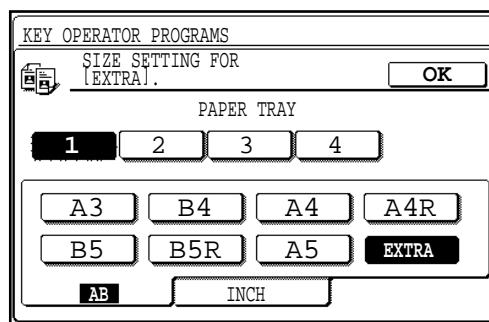 KEY OPERATOR PROGRAMS
SIZE SETTING FOR
[EXTRA].
OK
PAPER TRAY
1 2 3 4
A3 B4 A4 A4R
B5 B5R A5 EXTRA
AB INCH